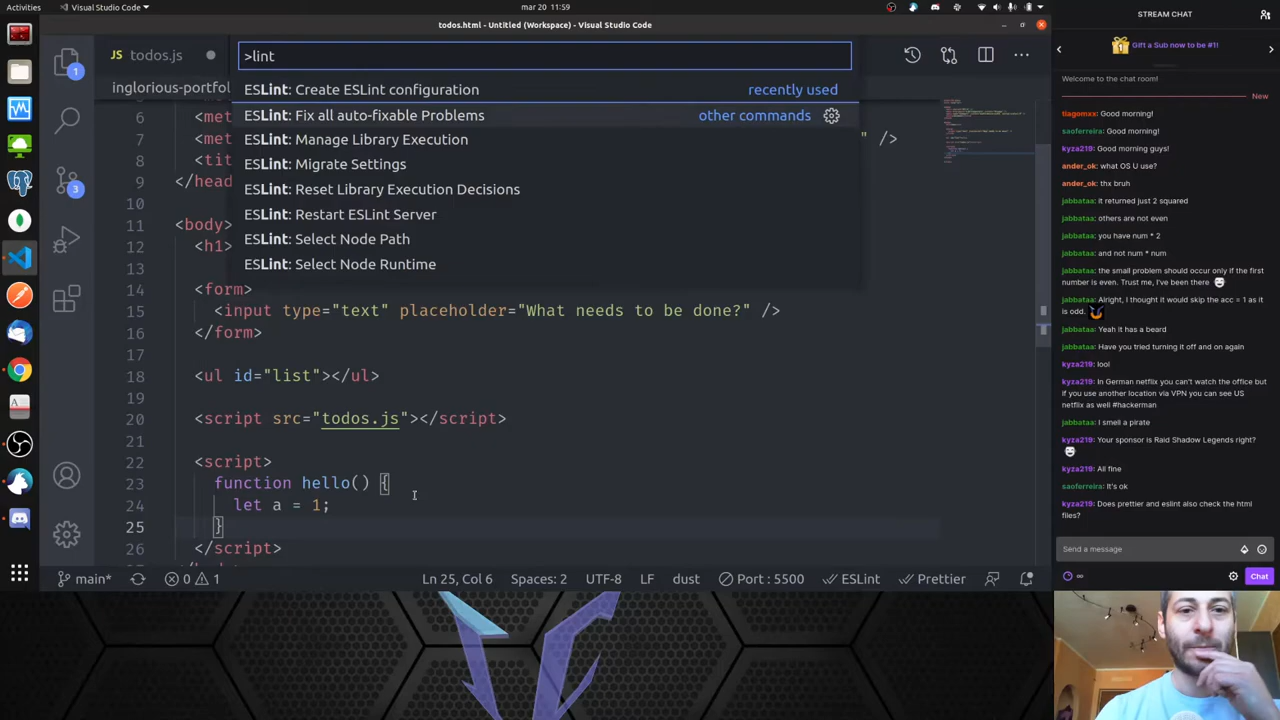 Activities
Visual Studio Code
mar 20 11:59
todos.html - Untitled (Workspace) - Visual Studio Code
JS todos.js
>lint
inglorious-portfol
ESLint: Create ESLint configuration
recently used
ESLint: Fix all auto-fixable Problems
other commands
ESLint: Manage Library Execution
ESLint: Migrate Settings
ESLint: Reset Library Execution Decisions
ESLint: Restart ESLint Server
ESLint: Select Node Path
ESLint: Select Node Runtime
6 <met
7 <met " />
8 <tit
9 </head
10
11 <body>
12 <h1>
13
14 <form>
15 <input type="text" placeholder="What needs to be done?" />
16 </form>
17
18 <ul id="list"></ul>
19
20 <script src="todos.js"></script>
21
22 <script>
23 function hello() {
24 let a = 1;
25 }
26 </script>
1
3
main*
0 1
Ln 25, Col 6
Spaces: 2
UTF-8
LF
dust
Port : 5500
ESLint
Prettier
STREAM CHAT
Gift a Sub now to be #1!
Welcome to the chat room!
New
tiagomxx: Good morning!
saoferreira: Good morning!
kyza219: Good morning guys!
ander_ok: what OS U use?
ander_ok: thx bruh
jabbataa: it returned just 2 squared
jabbataa: others are not even
jabbataa: you have num * 2
jabbataa: and not num * num
jabbataa: the small problem should occur only if the first
number is even. Trust me, I've been there
jabbataa: Alright, I thought it would skip the acc = 1 as it
is odd.
jabbataa: Yeah it has a beard
jabbataa: Have you tried turning it off and on again
kyza219: lool
kyza219: In German netflix you can't watch the office but
if you use another location via VPN you can see US
netflix as well #hackerman
jabbataa: I smell a pirate
kyza219: Your sponsor is Raid Shadow Legends right?
kyza219: All fine
saoferreira: It's ok
kyza219: Does prettier and eslint also check the html
files?
Send a message
Chat